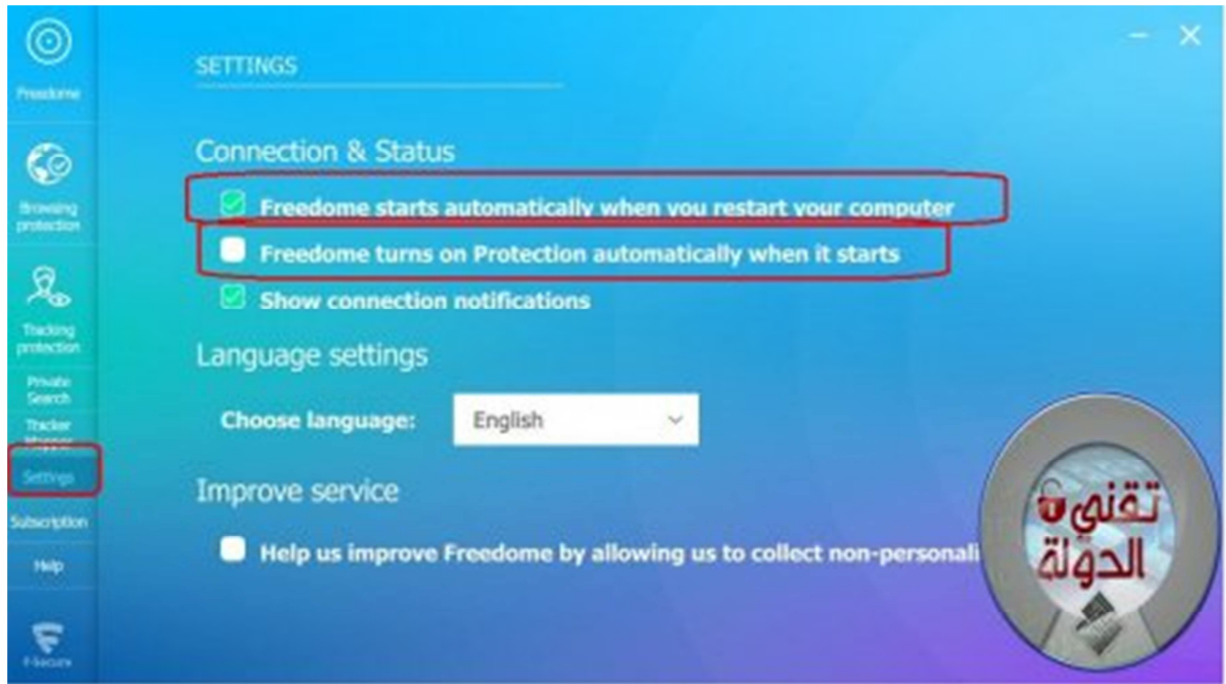 SETTINGS
Freedome
Connection & Status
Freedome starts automatically when you restart your computer
Browsing
protection
Freedome turns on Protection automatically when it starts
Show connection notifications
Tracking
protection
Language settings
Private
Search
Choose language:
English
Tracker
Mapper
Settings
Improve service
Subscription
Help us improve Freedome by allowing us to collect non-personali
Help
F-Secure
تقني
الدولة